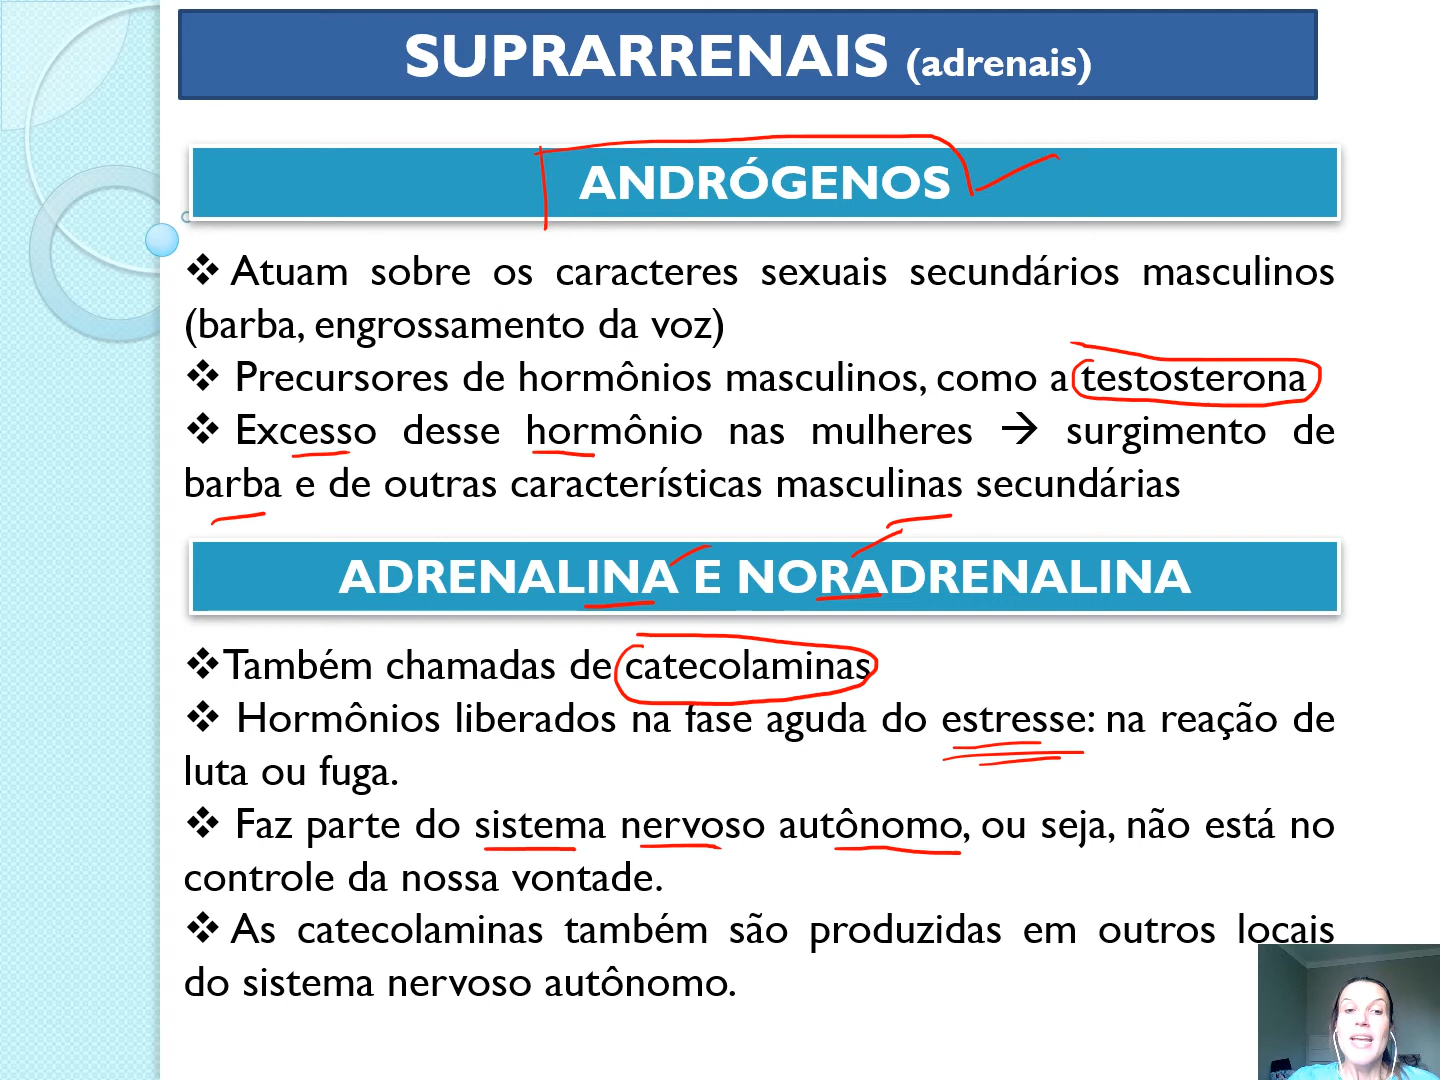 SUPRARRENAIS (adrenais)
ANDRÓGENOS
❖ Atuam sobre os caracteres sexuais secundários masculinos
(barba, engrossamento da voz)
❖ Precursores de hormônios masculinos, como a testosterona
❖ Excesso desse hormônio nas mulheres → surgimento de
barba e de outras características masculinas secundárias
ADRENALINA E NORADRENALINA
❖Também chamadas de catecolaminas
❖ Hormônios liberados na fase aguda do estresse: na reação de
luta ou fuga.
❖ Faz parte do sistema nervoso autônomo, ou seja, não está no
controle da nossa vontade.
❖ As catecolaminas também são produzidas em outros locais
do sistema nervoso autônomo.